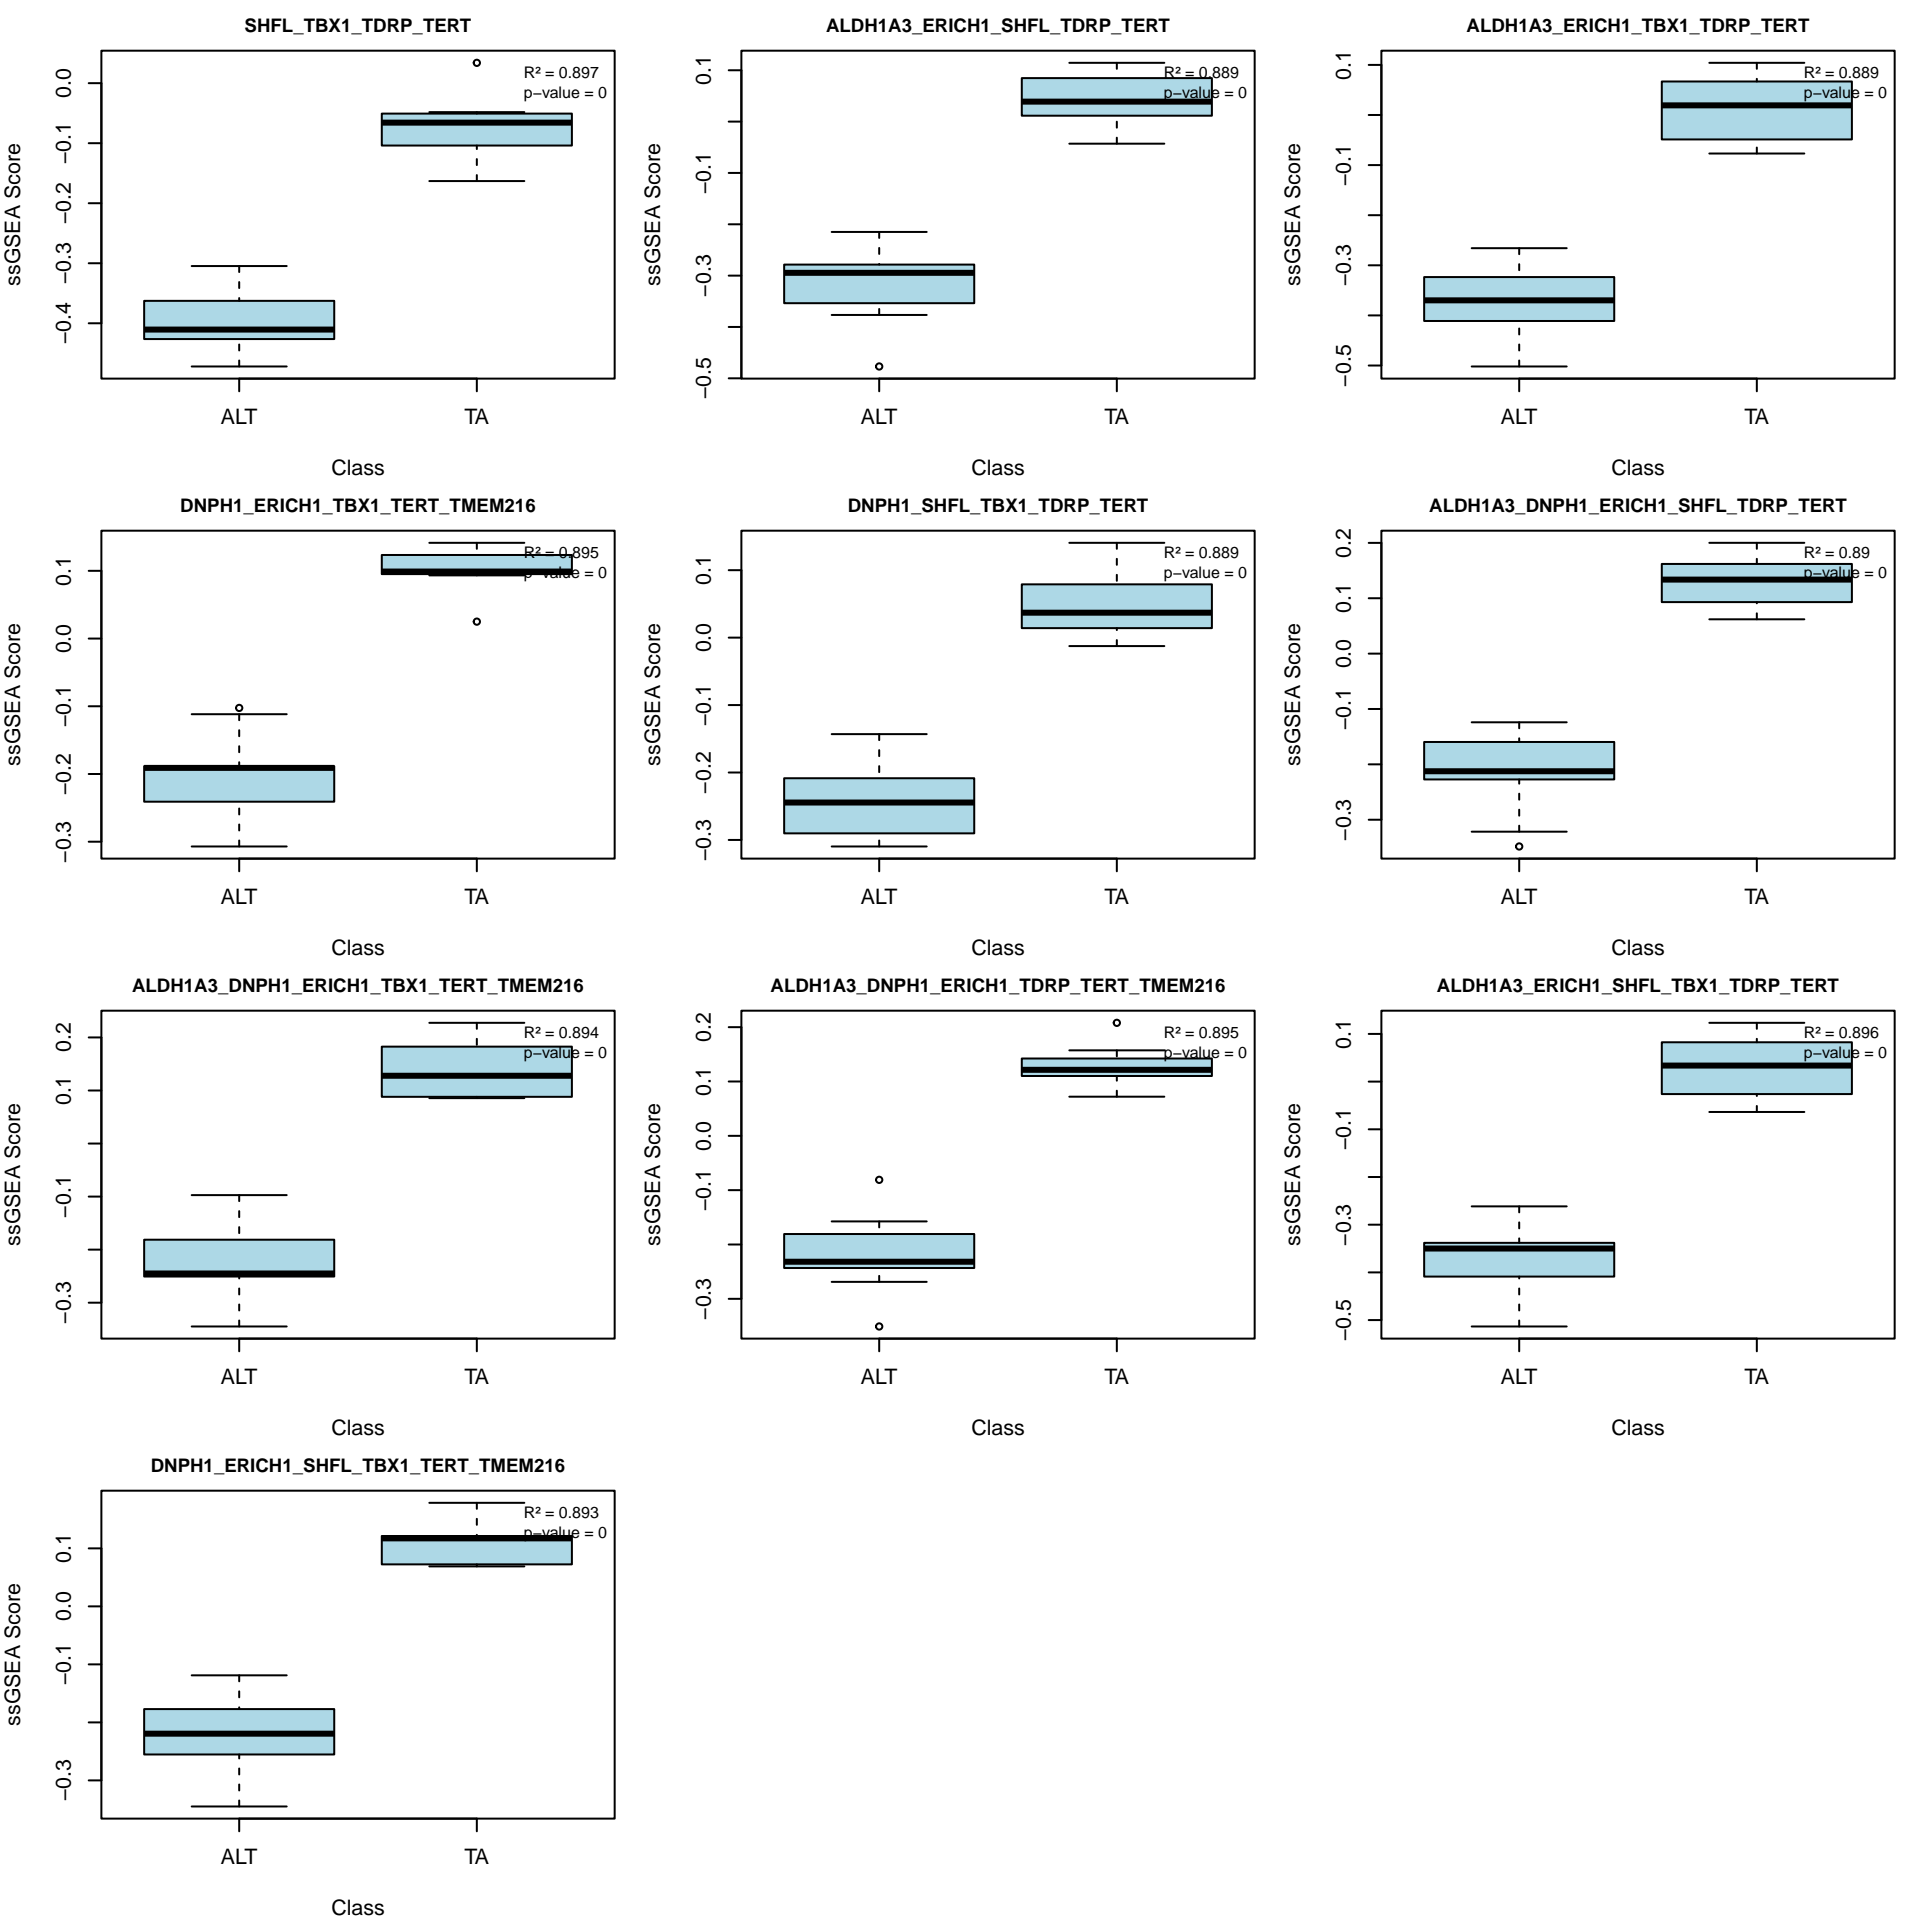 SHFL_TBX1_TDRP_TERT
R² = 0.897
p−value = 0
ssGSEA Score
0.0
−0.1
−0.2
−0.3
−0.4
ALT TA
Class
ALDH1A3_ERICH1_SHFL_TDRP_TERT
R² = 0.889
p−value = 0
ssGSEA Score
0.1
−0.1
−0.3
−0.5
ALT TA
Class
ALDH1A3_ERICH1_TBX1_TDRP_TERT
R² = 0.889
p−value = 0
ssGSEA Score
0.1
−0.1
−0.3
−0.5
ALT TA
Class
DNPH1_ERICH1_TBX1_TERT_TMEM216
R² = 0.895
p−value = 0
ssGSEA Score
0.1
0.0
−0.1
−0.2
−0.3
ALT TA
Class
DNPH1_SHFL_TBX1_TDRP_TERT
R² = 0.889
p−value = 0
ssGSEA Score
0.1
0.0
−0.1
−0.2
−0.3
ALT TA
Class
ALDH1A3_DNPH1_ERICH1_SHFL_TDRP_TERT
R² = 0.89
p−value = 0
ssGSEA Score
0.2
0.1
0.0
−0.1
−0.3
ALT TA
Class
ALDH1A3_DNPH1_ERICH1_TBX1_TERT_TMEM216
R² = 0.894
p−value = 0
ssGSEA Score
0.2
0.1
−0.1
−0.3
ALT TA
Class
ALDH1A3_DNPH1_ERICH1_TDRP_TERT_TMEM216
R² = 0.895
p−value = 0
ssGSEA Score
0.2
0.1
0.0
−0.1
−0.3
ALT TA
Class
ALDH1A3_ERICH1_SHFL_TBX1_TDRP_TERT
R² = 0.896
p−value = 0
ssGSEA Score
0.1
−0.1
−0.3
−0.5
ALT TA
Class
DNPH1_ERICH1_SHFL_TBX1_TERT_TMEM216
R² = 0.893
p−value = 0
ssGSEA Score
0.1
0.0
−0.1
−0.3
ALT TA
Class